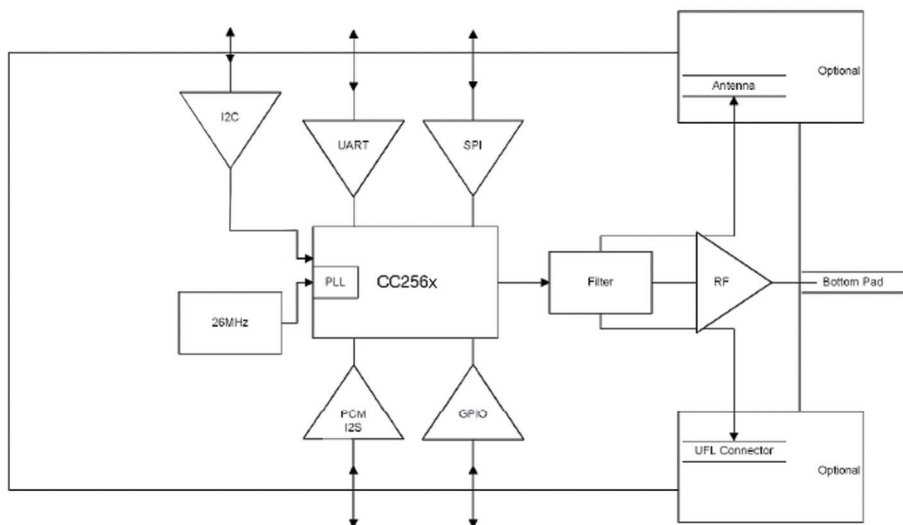 Optional
Antenna
I2C
UART
SPI
CC256x
PLL
Filter
RF
Bottom Pad
26MHz
PCM
I2S
GPIO
UFL Connector
Optional